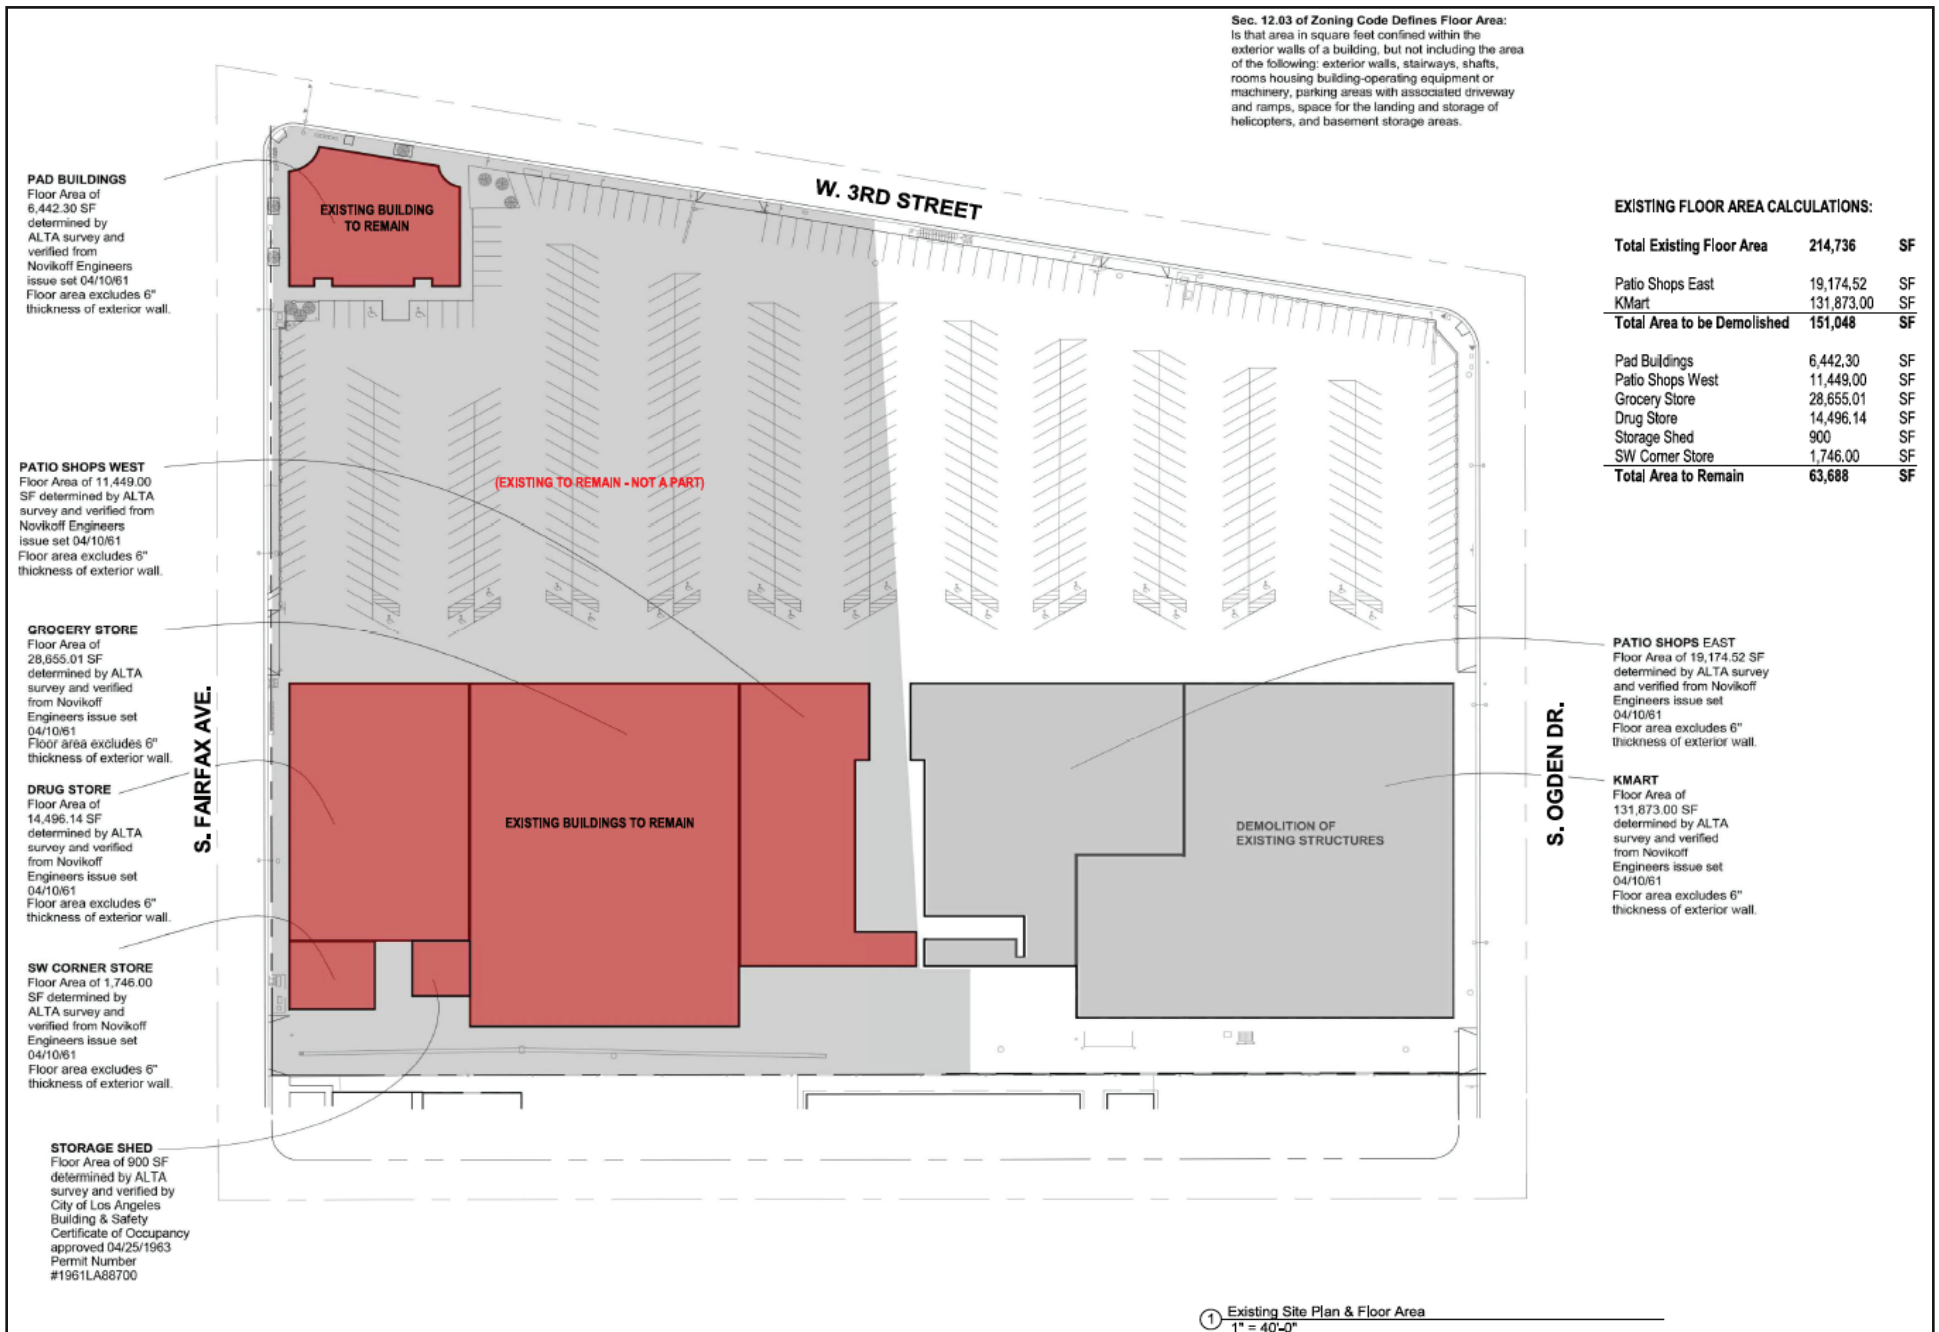 Sec. 12.03 of Zoning Code Defines Floor Area:
Is that area in square feet confined within the
exterior walls of a building, but not including the area
of the following: exterior walls, stairways, shafts,
rooms housing building-operating equipment or
machinery, parking areas with associated driveway
and ramps, space for the landing and storage of
helicopters, and basement storage areas.
PAD BUILDINGS
Floor Area of
6,442.30 SF
determined by
ALTA survey and
verified from
Novikoff Engineers
issue set 04/10/61
Floor area excludes 6"
thickness of exterior wall.
EXISTING BUILDING
TO REMAIN
W. 3RD STREET
EXISTING FLOOR AREA CALCULATIONS:
Total Existing Floor Area 214,736 SF
Patio Shops East 19,174.52 SF
KMart 131,873.00 SF
Total Area to be Demolished 151,048 SF
Pad Buildings 6,442.30 SF
Patio Shops West 11,449.00 SF
Grocery Store 28,655.01 SF
Drug Store 14,496.14 SF
Storage Shed 900 SF
SW Corner Store 1,746.00 SF
Total Area to Remain 63,688 SF
PATIO SHOPS WEST
Floor Area of 11,449.00
SF determined by ALTA
survey and verified from
Novikoff Engineers
issue set 04/10/61
Floor area excludes 6"
thickness of exterior wall.
(EXISTING TO REMAIN - NOT A PART)
GROCERY STORE
Floor Area of
28,655.01 SF
determined by ALTA
survey and verified
from Novikoff
Engineers issue set
04/10/61
Floor area excludes 6"
thickness of exterior wall.
DRUG STORE
Floor Area of
14,496.14 SF
determined by ALTA
survey and verified
from Novikoff
Engineers issue set
04/10/61
Floor area excludes 6"
thickness of exterior wall.
S. FAIRFAX AVE.
EXISTING BUILDINGS TO REMAIN
DEMOLITION OF
EXISTING STRUCTURES
S. OGDEN DR.
PATIO SHOPS EAST
Floor Area of 19,174.52 SF
determined by ALTA survey
and verified from Novikoff
Engineers issue set
04/10/61
Floor area excludes 6"
thickness of exterior wall.
KMART
Floor Area of
131,873.00 SF
determined by ALTA
survey and verified
from Novikoff
Engineers issue set
04/10/61
Floor area excludes 6"
thickness of exterior wall.
SW CORNER STORE
Floor Area of 1,746.00
SF determined by
ALTA survey and
verified from Novikoff
Engineers issue set
04/10/61
Floor area excludes 6"
thickness of exterior wall.
STORAGE SHED
Floor Area of 900 SF
determined by ALTA
survey and verified by
City of Los Angeles
Building & Safety
Certificate of Occupancy
approved 04/25/1963
Permit Number
#1961LA88700
1 Existing Site Plan & Floor Area
1" = 40'-0"